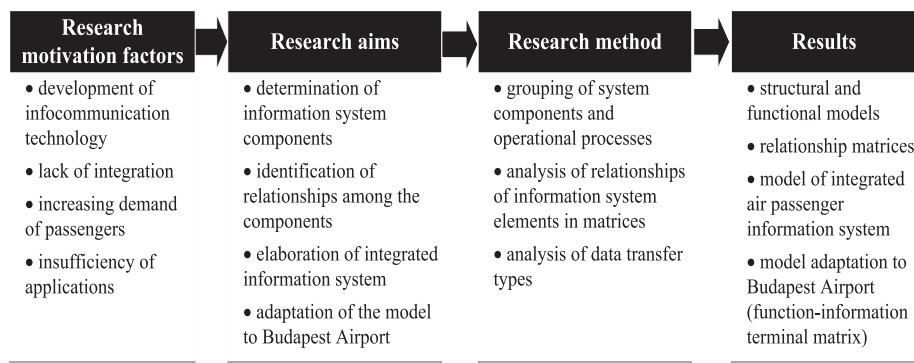 Research
motivation factors
• development of
infocommunication
technology
• lack of integration
• increasing demand
of passengers
• insufficiency of
applications
Research aims
• determination of
information system
components
• identification of
relationships among the
components
• elaboration of integrated
information system
• adaptation of the model
to Budapest Airport
Research method
• grouping of system
components and
operational processes
• analysis of relationships
of information system
elements in matrices
• analysis of data transfer
types
Results
• structural and
functional models
• relationship matrices
• model of integrated
air passenger
information system
• model adaptation to
Budapest Airport
(function-information
terminal matrix)